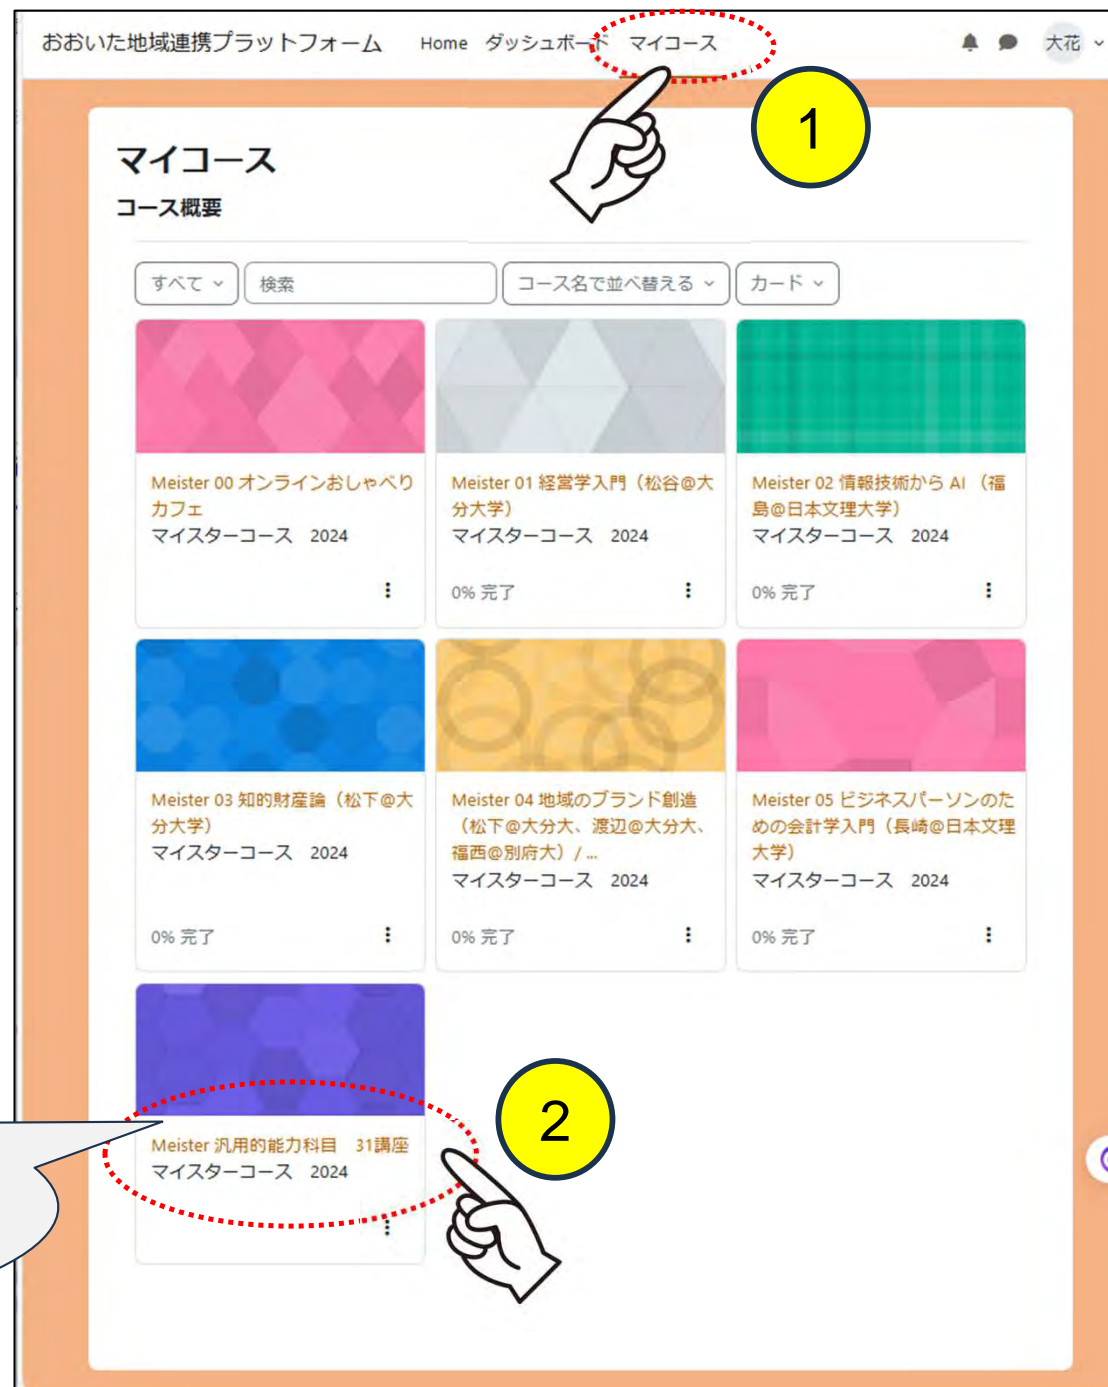 おおいた地域連携プラットフォーム Home ダッシュボード マイコース 大花
1
マイコース
コース概要
すべて 検索 コース名で並べ替える カード
Meister 00 オンラインおしゃべり
カフェ
マイスターコース 2024
Meister 01 経営学入門（松谷@大
分大学）
マイスターコース 2024
0% 完了
Meister 02 情報技術から AI （福
島@日本文理大学）
マイスターコース 2024
0% 完了
Meister 03 知的財産論（松下@大
分大学）
マイスターコース 2024
0% 完了
Meister 04 地域のブランド創造
（松下@大分大、渡辺@大分大、
福西@別府大）/ ...
マイスターコース 2024
0% 完了
Meister 05 ビジネスパーソンのた
めの会計学入門（長崎@日本文理
大学）
マイスターコース 2024
0% 完了
Meister 汎用的能力科目 31講座
マイスターコース 2024
2